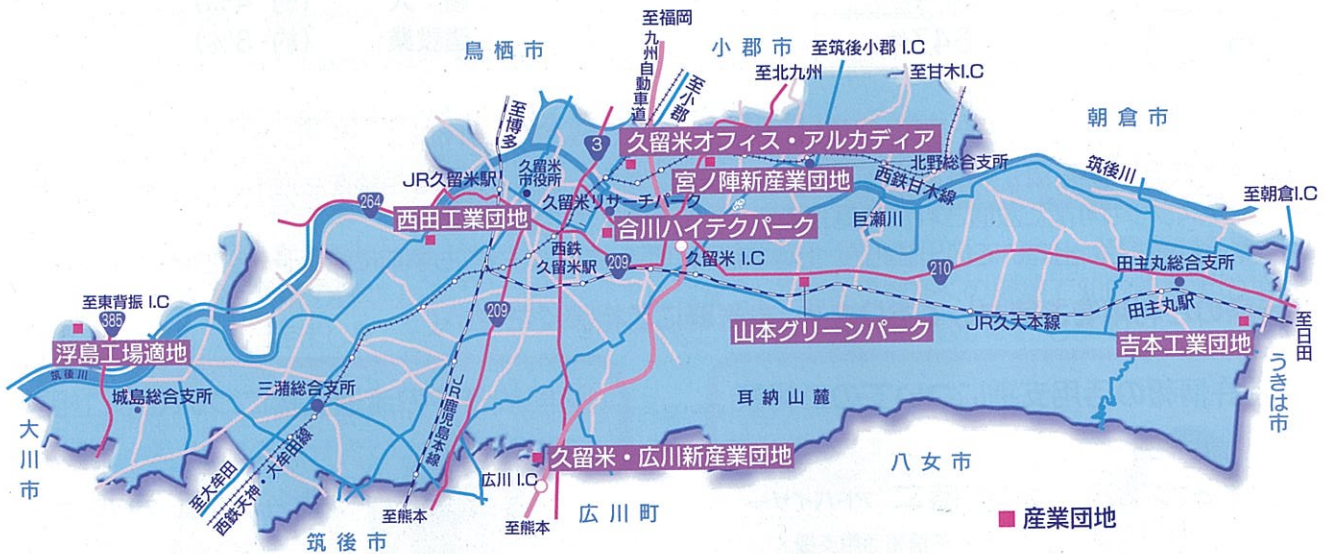 至福岡
九州自動車道
鳥栖市
小郡市
至筑後小郡 I.C
至北九州
至甘木I.C
至小郡
至博多
朝倉市
3
久留米オフィス・アルカディア
北野総合支所
久留米
市役所
宮ノ陣新産業団地
西鉄甘木線
筑後川
JR久留米駅
久留米リサーチパーク
至朝倉I.C
264
西田工業団地
合川ハイテクパーク
巨瀬川
西鉄
久留米駅
209
久留米 I.C
210
田主丸総合支所
至東背振 I.C
385
209
田主丸駅
山本グリーンパーク
JR久大本線
吉本工業団地
至日田
浮島工場適地
筑後川
城島総合支所
三潴総合支所
JR鹿児島本線
耳納山麓
うきは市
大川市
久留米・広川新産業団地
八女市
至大牟田
西鉄天神・大牟田線
広川 I.C
至熊本
至熊本
広川町
筑後市
産業団地